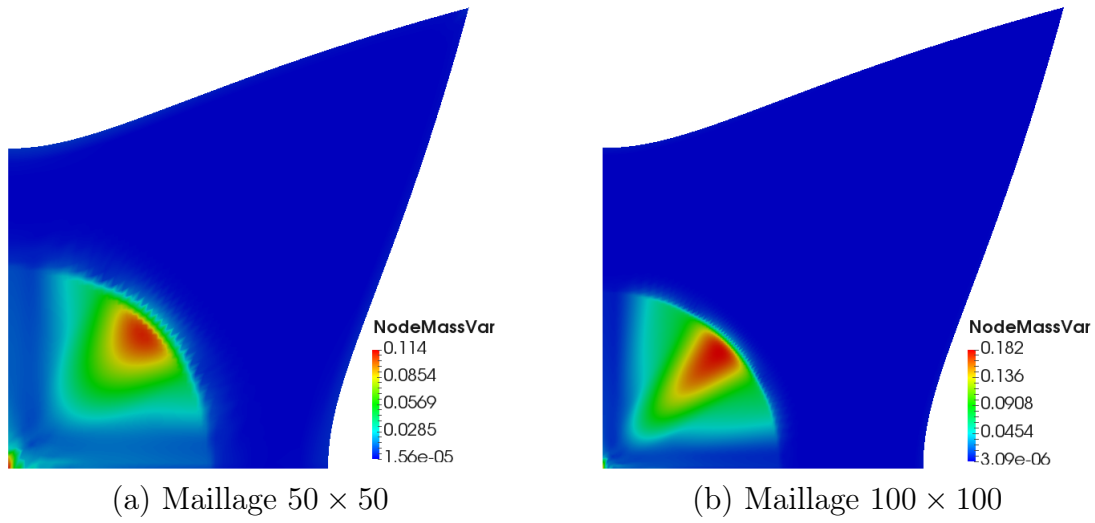 NodeMassVar
0.114
0.0854
0.0569
0.0285
1.56e-05
(a) Maillage 50 × 50
NodeMassVar
0.182
0.136
0.0908
0.0454
3.09e-06
(b) Maillage 100 × 100